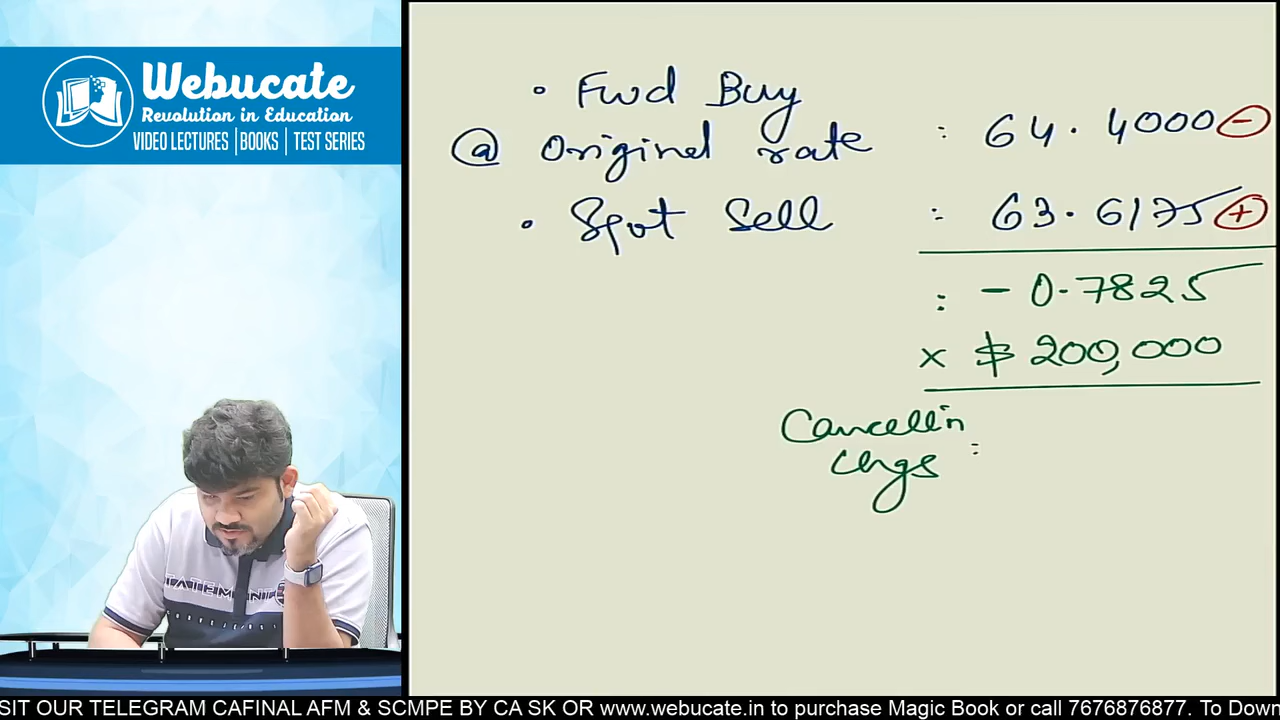 Webucate
Revolution in Education
VIDEO LECTURES | BOOKS | TEST SERIES
• Fwd Buy
@ Original rate : 64.4000 (-)
• Spot Sell : 63.6175 (+)
: - 0.7825
x $ 200,000
Cancell'n
chgs :
STATEMENT
SIT OUR TELEGRAM CAFINAL AFM & SCMPE BY CA SK OR www.webucate.in to purchase Magic Book or call 7676876877. To Down